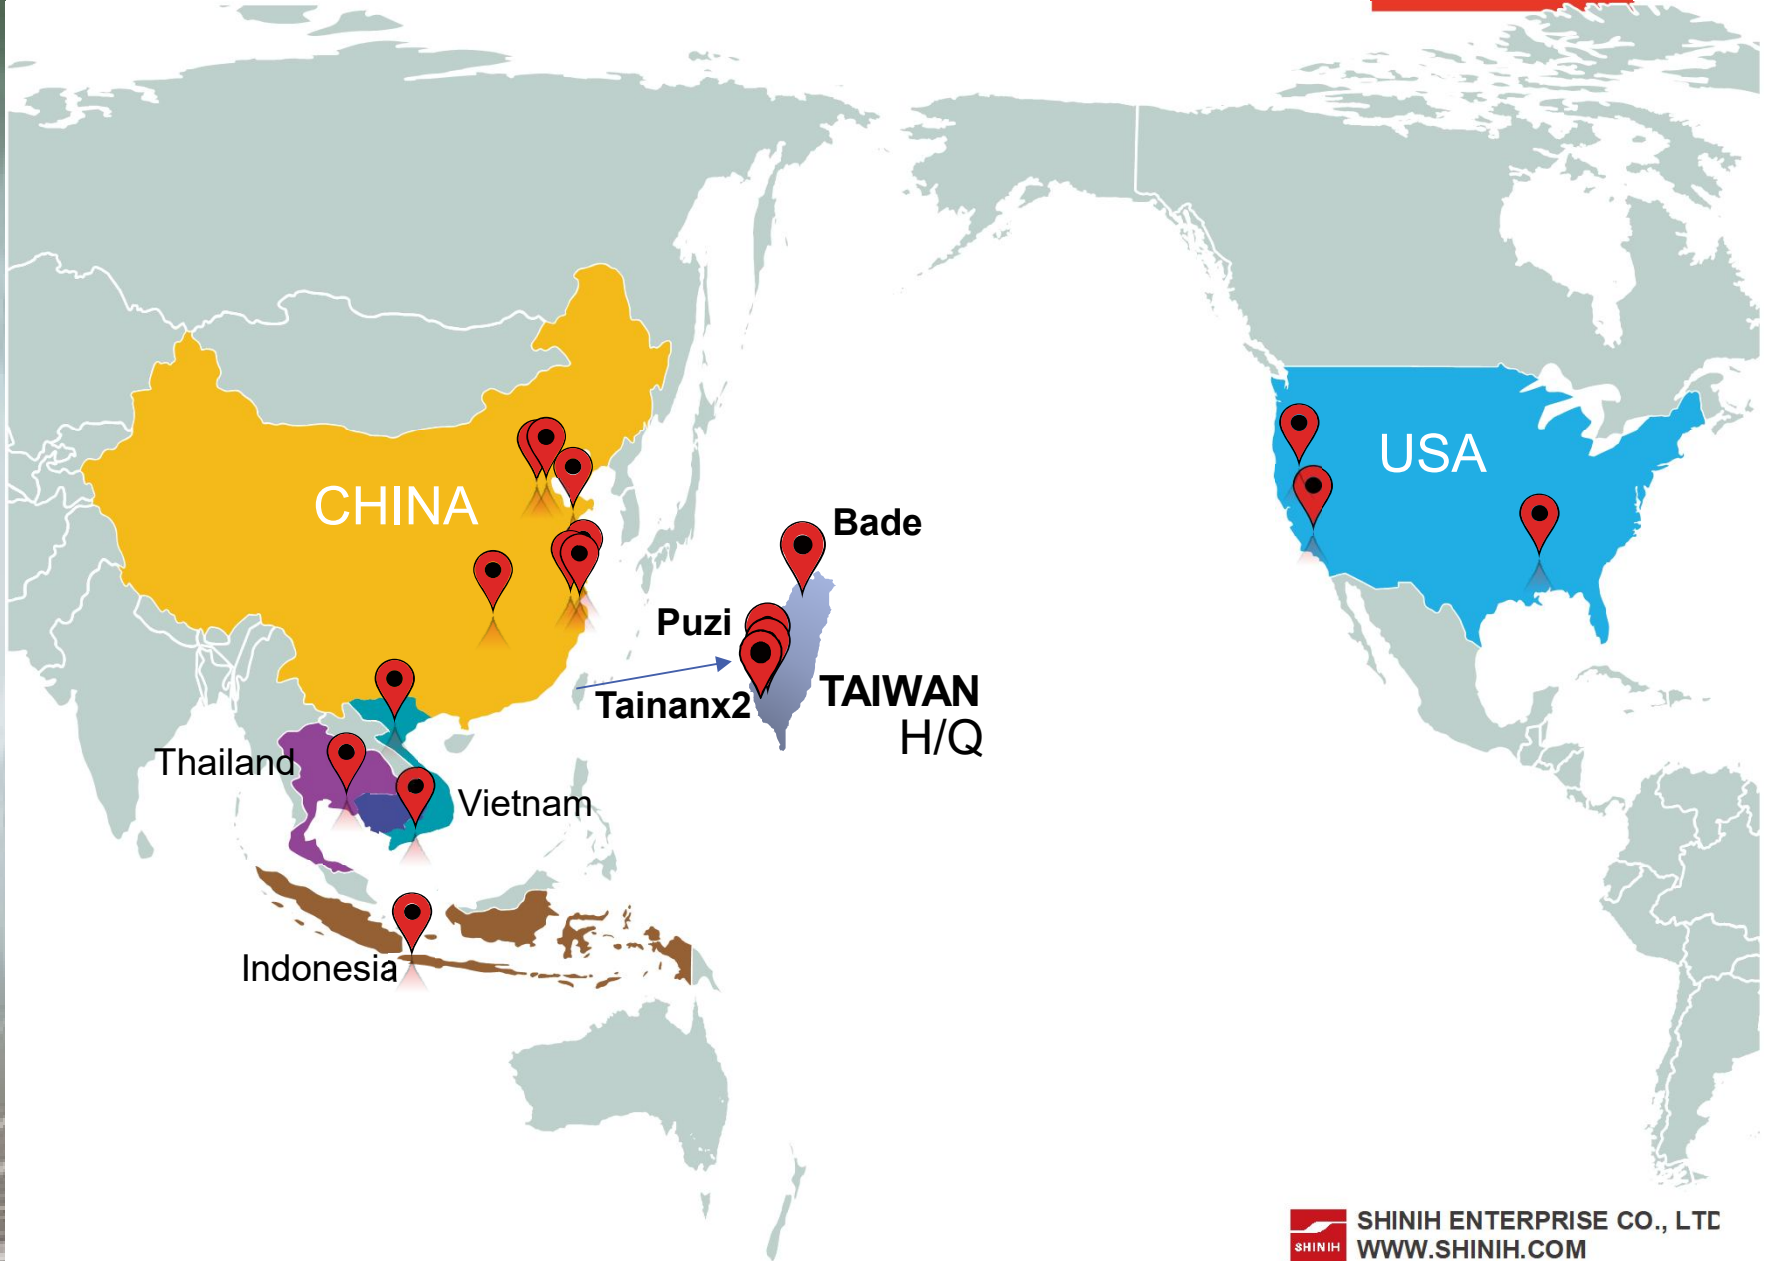 CHINA
USA
Bade
Puzi
Tainanx2
TAIWAN
H/Q
Thailand
Vietnam
Indonesia
SHINIH
SHINIH ENTERPRISE CO., LTD
WWW.SHINIH.COM